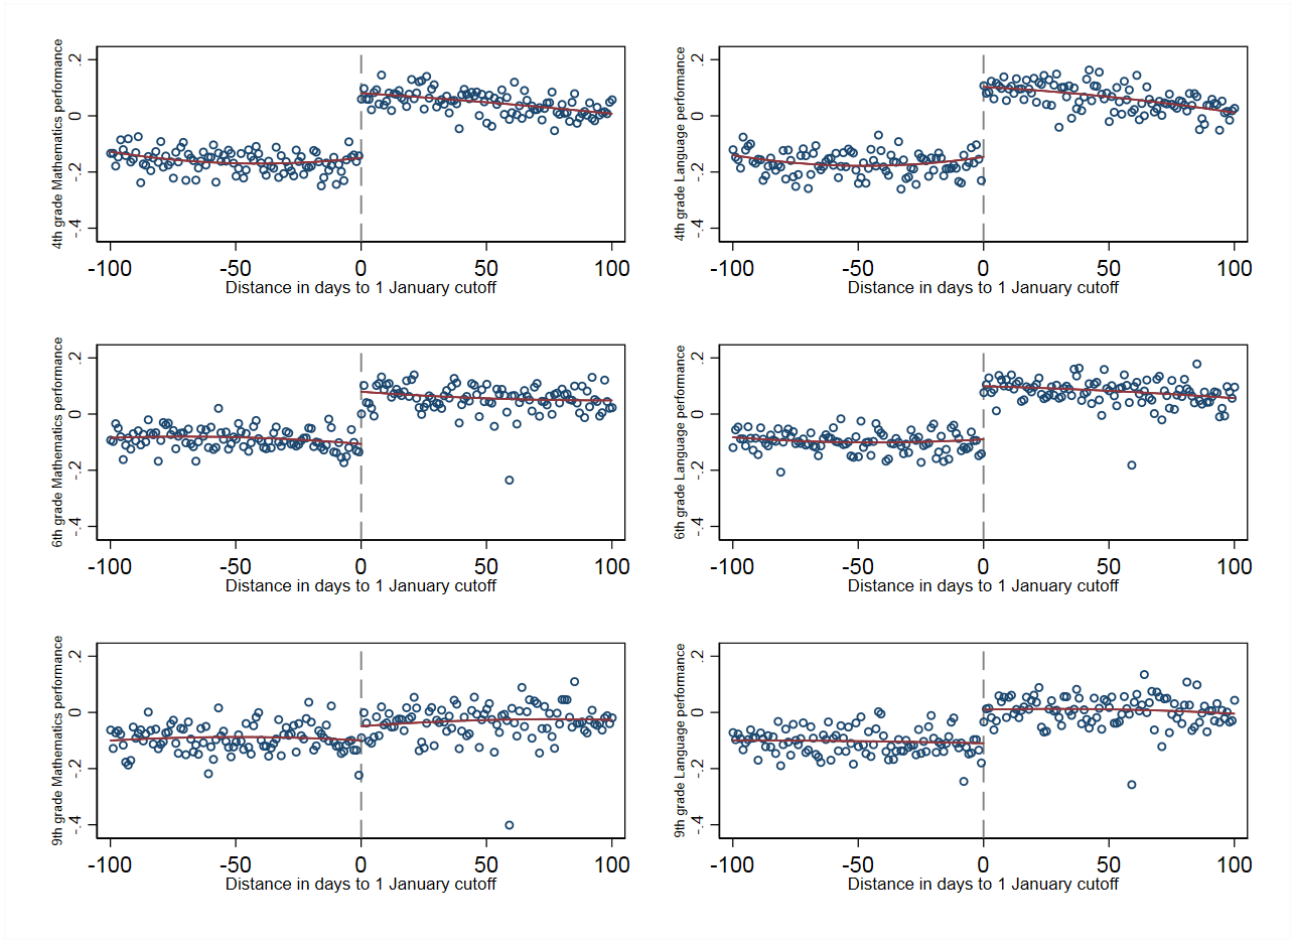 4th grade Mathematics performance
.2
0
-.2
-.4
-100 -50 0 50 100
Distance in days to 1 January cutoff
4th grade Language performance
.2
0
-.2
-.4
-100 -50 0 50 100
Distance in days to 1 January cutoff
6th grade Mathematics performance
.2
0
-.2
-.4
-100 -50 0 50 100
Distance in days to 1 January cutoff
6th grade Language performance
.2
0
-.2
-.4
-100 -50 0 50 100
Distance in days to 1 January cutoff
9th grade Mathematics performance
.2
0
-.2
-.4
-100 -50 0 50 100
Distance in days to 1 January cutoff
9th grade Language performance
.2
0
-.2
-.4
-100 -50 0 50 100
Distance in days to 1 January cutoff